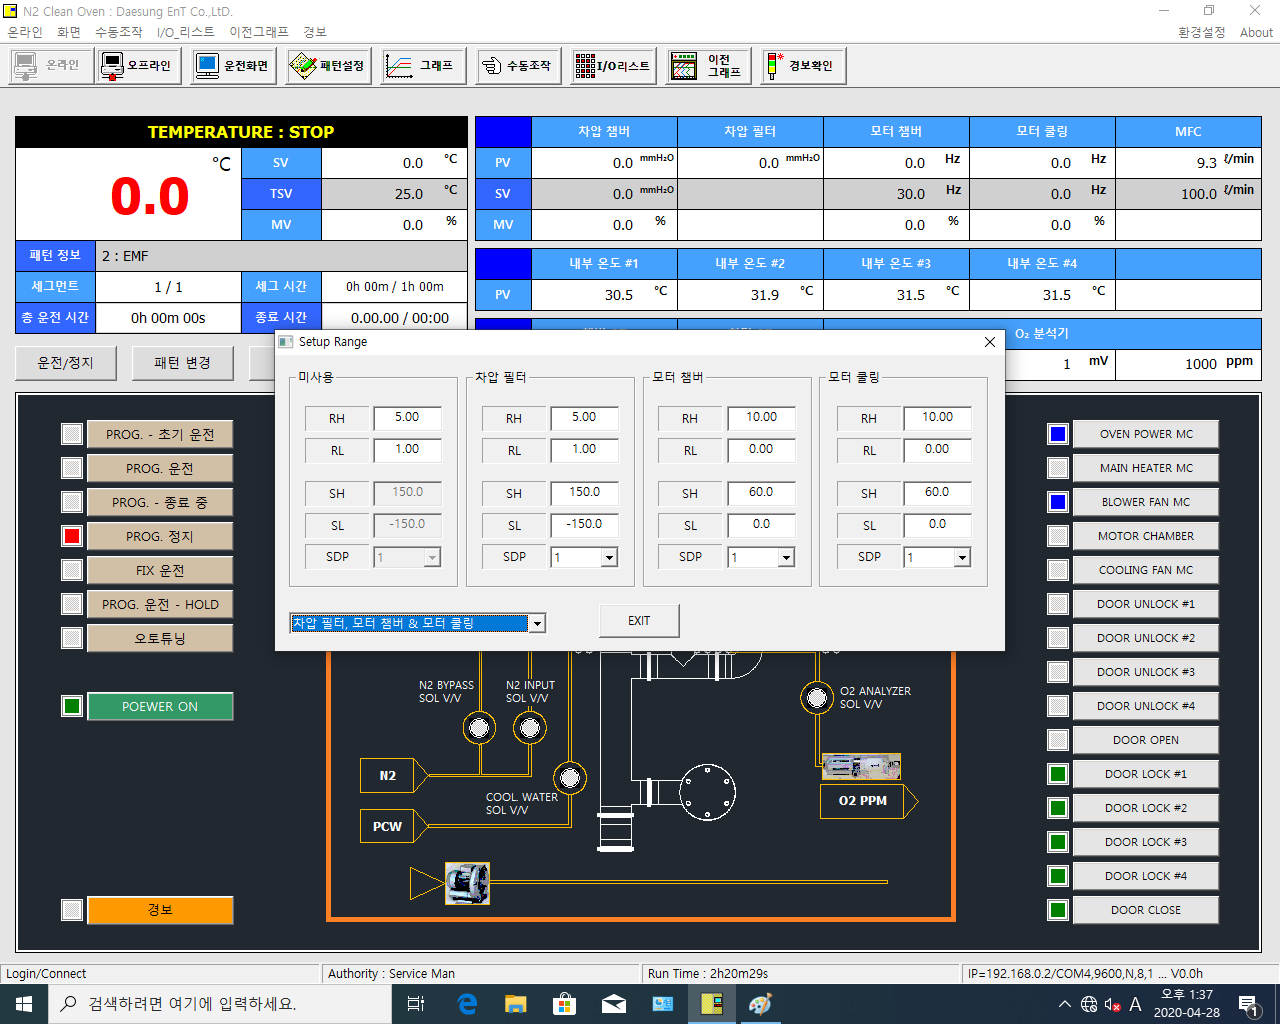 N2 Clean Oven : Daesung EnT Co.,LTD.
온라인 화면 수동조작 I/O_리스트 이전그래프 경보 환경설정 About
온라인 오프라인 운전화면 패턴설정 그래프 수동조작 I/O리스트 이전 그래프 경보확인
TEMPERATURE : STOP
0.0 ℃
SV 0.0 ℃
TSV 25.0 ℃
MV 0.0 %
패턴 정보 2 : EMF
세그먼트 1 / 1 세그 시간 0h 00m / 1h 00m
총 운전 시간 0h 00m 00s 종료 시간 0.00.00 / 00:00
차압 챔버 차압 필터 모터 챔버 모터 쿨링 MFC
PV 0.0 mmH2O 0.0 mmH2O 0.0 Hz 0.0 Hz 9.3 ℓ/min
SV 0.0 mmH2O 30.0 Hz 0.0 Hz 100.0 ℓ/min
MV 0.0 % 0.0 % 0.0 %
내부 온도 #1 내부 온도 #2 내부 온도 #3 내부 온도 #4
PV 30.5 ℃ 31.9 ℃ 31.5 ℃ 31.5 ℃
O₂ 분석기
1 mV 1000 ppm
운전/정지 패턴 변경
Setup Range
미사용 차압 필터 모터 챔버 모터 쿨링
RH 5.00 RH 5.00 RH 10.00 RH 10.00
RL 1.00 RL 1.00 RL 0.00 RL 0.00
SH 150.0 SH 150.0 SH 60.0 SH 60.0
SL -150.0 SL -150.0 SL 0.0 SL 0.0
SDP 1 SDP 1 SDP 1 SDP 1
차압 필터, 모터 챔버 & 모터 쿨링 EXIT
PROG. - 초기 운전
PROG. 운전
PROG. - 종료 중
PROG. 정지
FIX 운전
PROG. 운전 - HOLD
오토튜닝
POEWER ON
경보
N2 BYPASS
SOL V/V
N2 INPUT
SOL V/V
O2 ANALYZER
SOL V/V
N2
COOL. WATER
SOL V/V
PCW
O2 PPM
OVEN POWER MC
MAIN HEATER MC
BLOWER FAN MC
MOTOR CHAMBER
COOLING FAN MC
DOOR UNLOCK #1
DOOR UNLOCK #2
DOOR UNLOCK #3
DOOR UNLOCK #4
DOOR OPEN
DOOR LOCK #1
DOOR LOCK #2
DOOR LOCK #3
DOOR LOCK #4
DOOR CLOSE
Login/Connect Authority : Service Man Run Time : 2h20m29s IP=192.168.0.2/COM4,9600,N,8,1 ... V0.0h
검색하려면 여기에 입력하세요. A 오후 1:37
2020-04-28 1